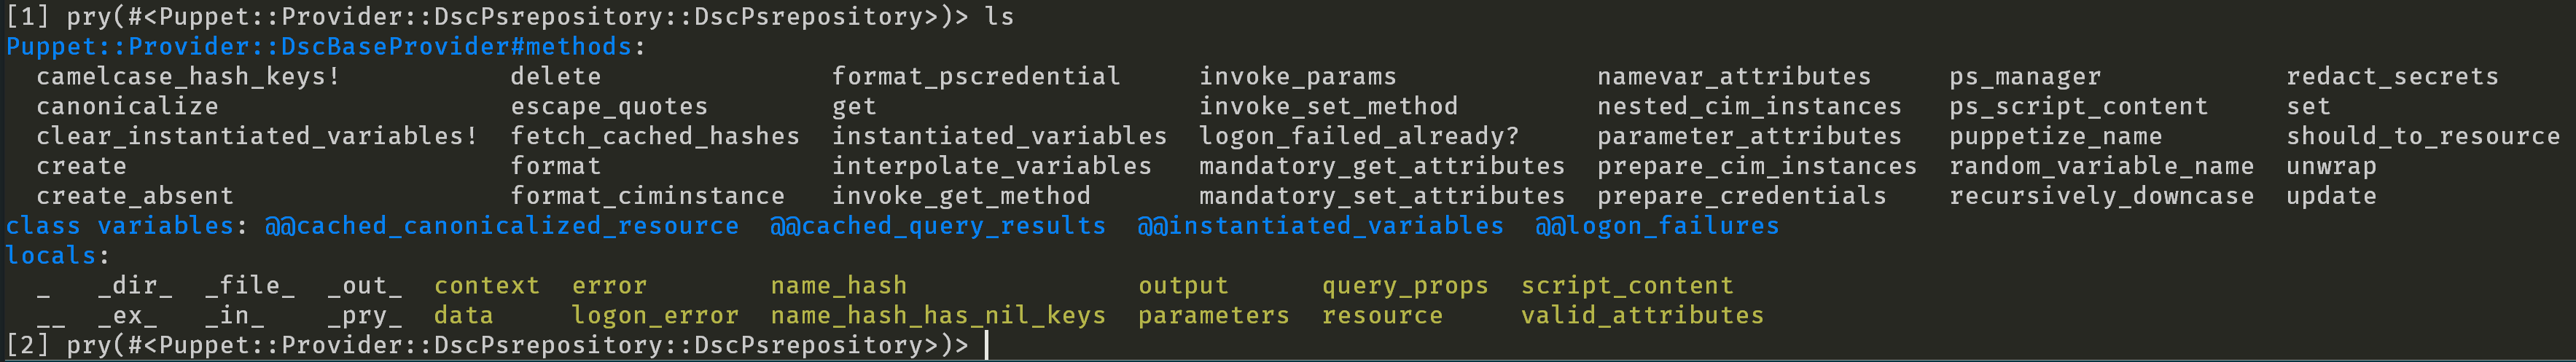 [1] pry(#<Puppet::Provider::DscPsrepository::DscPsrepository>)> ls
Puppet::Provider::DscBaseProvider#methods:
camelcase_hash_keys! delete format_pscredential invoke_params namevar_attributes ps_manager redact_secrets
canonicalize escape_quotes get invoke_set_method nested_cim_instances ps_script_content set
clear_instantiated_variables! fetch_cached_hashes instantiated_variables logon_failed_already? parameter_attributes puppetize_name should_to_resource
create format interpolate_variables mandatory_get_attributes prepare_cim_instances random_variable_name unwrap
create_absent format_ciminstance invoke_get_method mandatory_set_attributes prepare_credentials recursively_downcase update
class variables: @@cached_canonicalized_resource @@cached_query_results @@instantiated_variables @@logon_failures
locals:
_ _dir_ _file_ _out_ context error name_hash output query_props script_content
__ _ex_ _in_ _pry_ data logon_error name_hash_has_nil_keys parameters resource valid_attributes
[2] pry(#<Puppet::Provider::DscPsrepository::DscPsrepository>)>